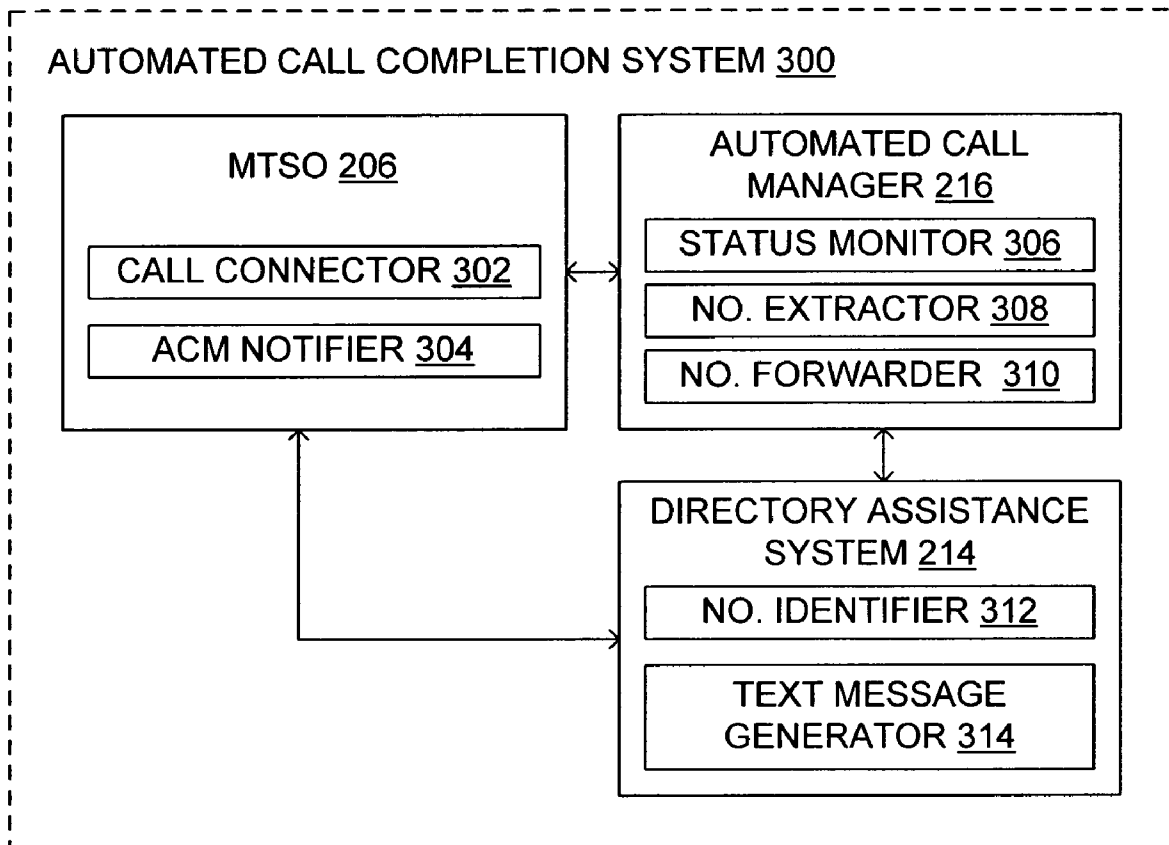 AUTOMATED CALL COMPLETION SYSTEM 300
MTSO 206
CALL CONNECTOR 302
ACM NOTIFIER 304
AUTOMATED CALL
MANAGER 216
STATUS MONITOR 306
NO. EXTRACTOR 308
NO. FORWARDER 310
DIRECTORY ASSISTANCE
SYSTEM 214
NO. IDENTIFIER 312
TEXT MESSAGE
GENERATOR 314